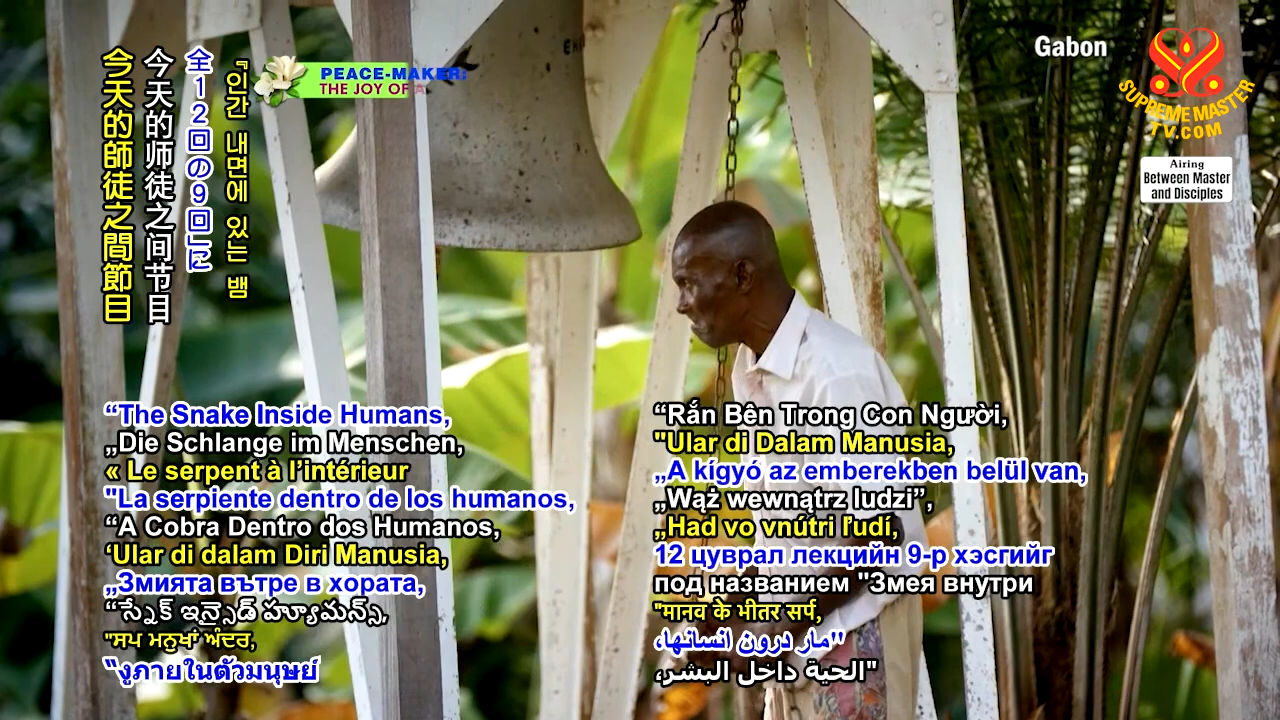 Gabon
SUPREME MASTER
TV.COM
Airing
Between Master
and Disciples
PEACE-MAKER:
THE JOY OF A
今天的師徒之間節目
今天的师徒之间节目
全12回の9回に
『인간 내면에 있는 뱀
“The Snake Inside Humans,
„Die Schlange im Menschen,
« Le serpent à l’intérieur
"La serpiente dentro de los humanos,
“A Cobra Dentro dos Humanos,
‘Ular di dalam Diri Manusia,
„Змията вътре в хората,
“స్నేక్ ఇన్సైడ్ హ్యూమన్స్,
"ਸਪ ਮਨੁਖਾਂ ਅੰਦਰ,
“งูภายในตัวมนุษย์
“Rắn Bên Trong Con Người,
"Ular di Dalam Manusia,
„A kígyó az emberekben belül van,
„Wąż wewnątrz ludzi”,
„Had vo vnútri ľudí,
12 цуврал лекцийн 9-р хэсгийг
под названием "Змея внутри
"मानव के भीतर सर्प,
"مار درون انسانها،
"الحية داخل البشر،